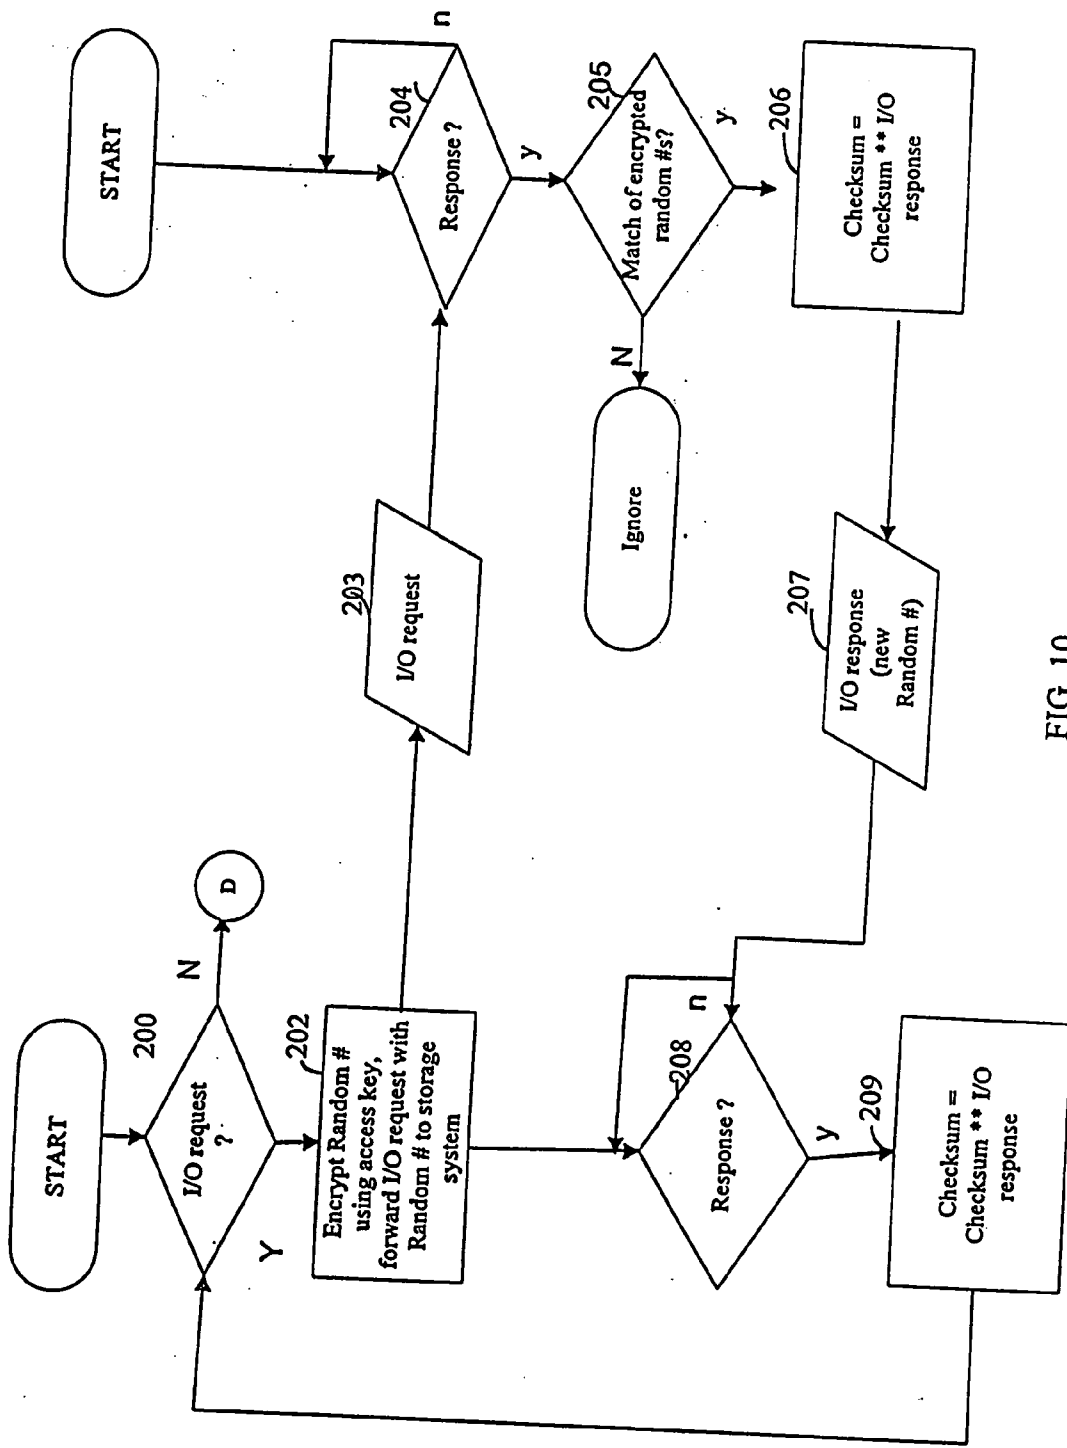 START
200
I/O request
?
N
D
Y
202
Encrypt Random #
using access key,
forward I/O request with
Random # to storage
system
203
I/O request
START
204
Response ?
n
y
205
Match of encrypted
random #s?
N
Ignore
y
206
Checksum =
Checksum ** I/O
response
207
I/O response
(new
Random #)
208
Response ?
n
y
209
Checksum =
Checksum ** I/O
response
FIG. 10